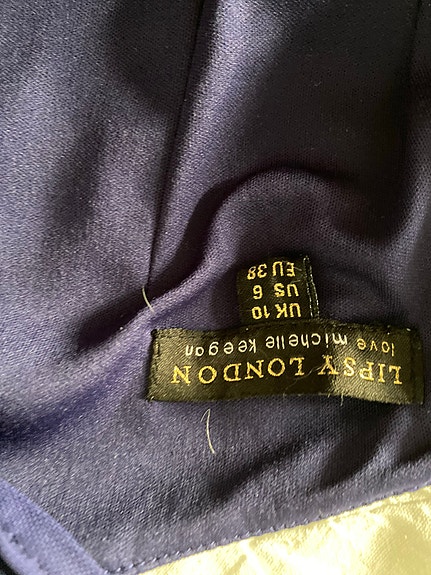 LIPSY LONDON
love michelle keegan
UK 10
US 6
EU 38